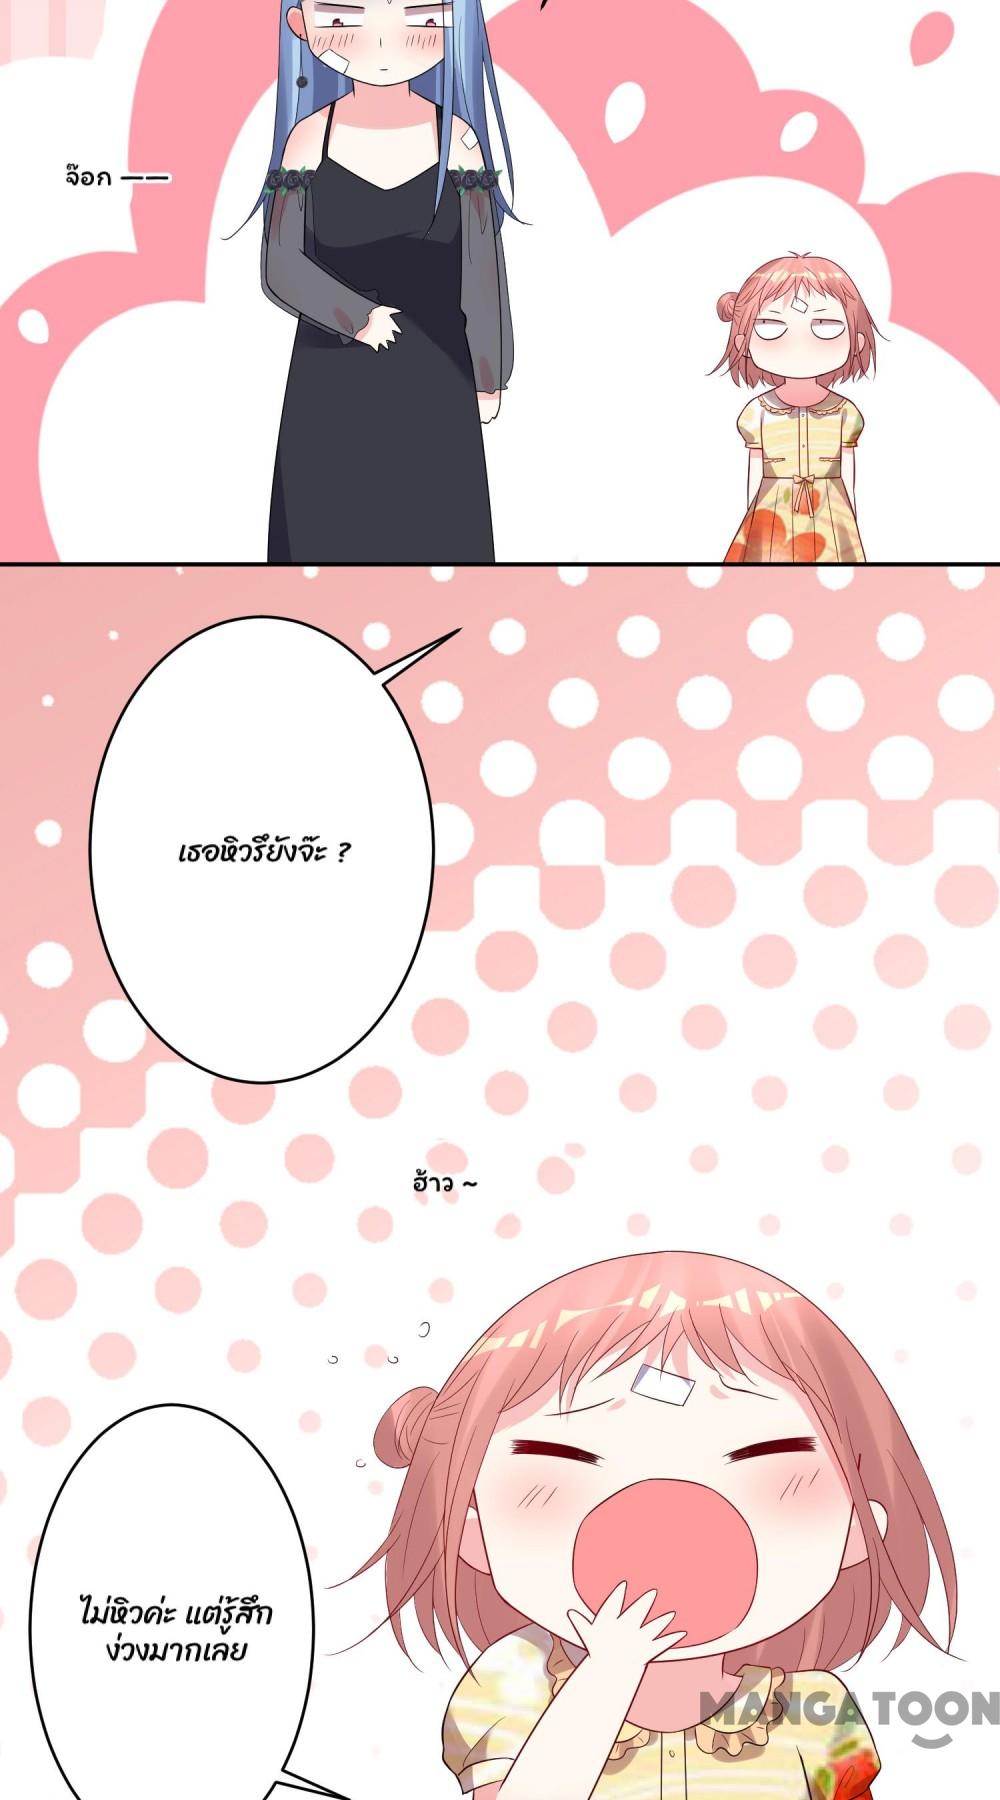 จ๊อก ——
เธอหิวรึยังจ๊ะ ?
ฮ้าว ~
ไม่หิวค่ะ แต่รู้สึก
ง่วงมากเลย
MANGATOON